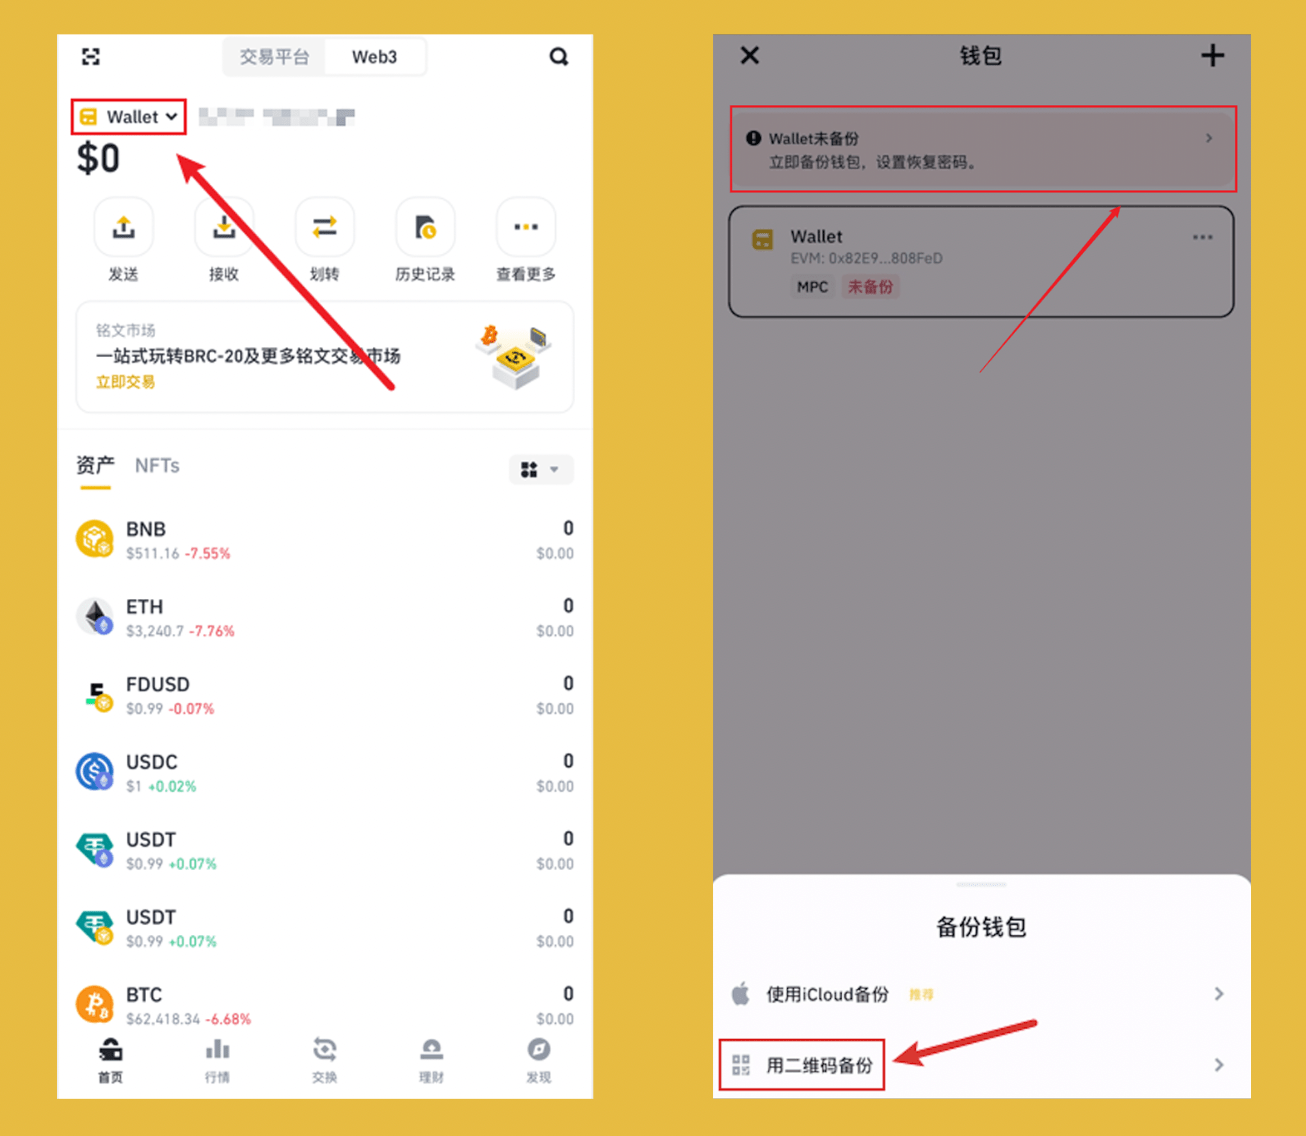 交易平台
Web3
Wallet
$0
发送
接收
划转
历史记录
查看更多
铭文市场
一站式玩转BRC-20及更多铭文交易市场
立即交易
资产
NFTs
BNB
0
$511.16 -7.55%
$0.00
ETH
0
$3,240.7 -7.76%
$0.00
FDUSD
0
$0.99 -0.07%
$0.00
USDC
0
$1 +0.02%
$0.00
USDT
0
$0.99 +0.07%
$0.00
USDT
0
$0.99 +0.07%
$0.00
BTC
0
$62,418.34 -6.68%
$0.00
首页
行情
交换
理财
发现
钱包
Wallet未备份
立即备份钱包，设置恢复密码。
Wallet
EVM: 0x82E9...808FeD
MPC
未备份
备份钱包
使用iCloud备份
推荐
用二维码备份